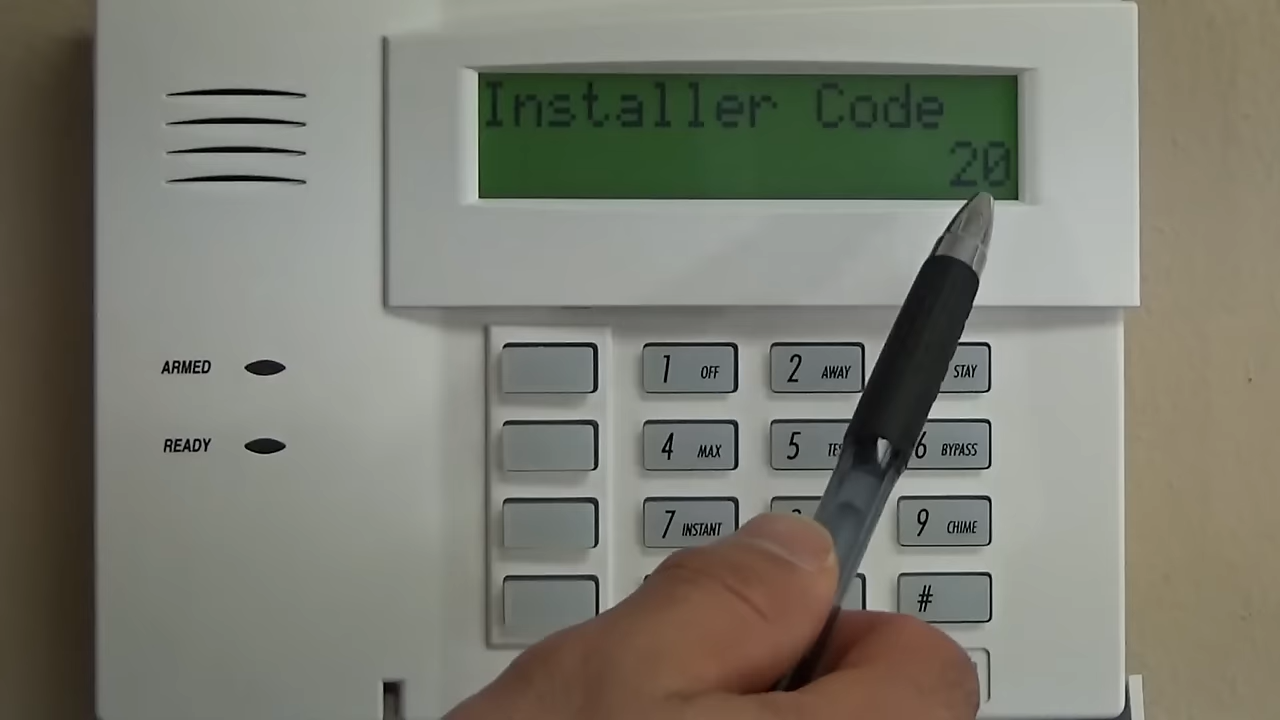 Installer Code
20
ARMED
READY
1 OFF
2 AWAY
STAY
4 MAX
5
6 BYPASS
7 INSTANT
9 CHIME
#